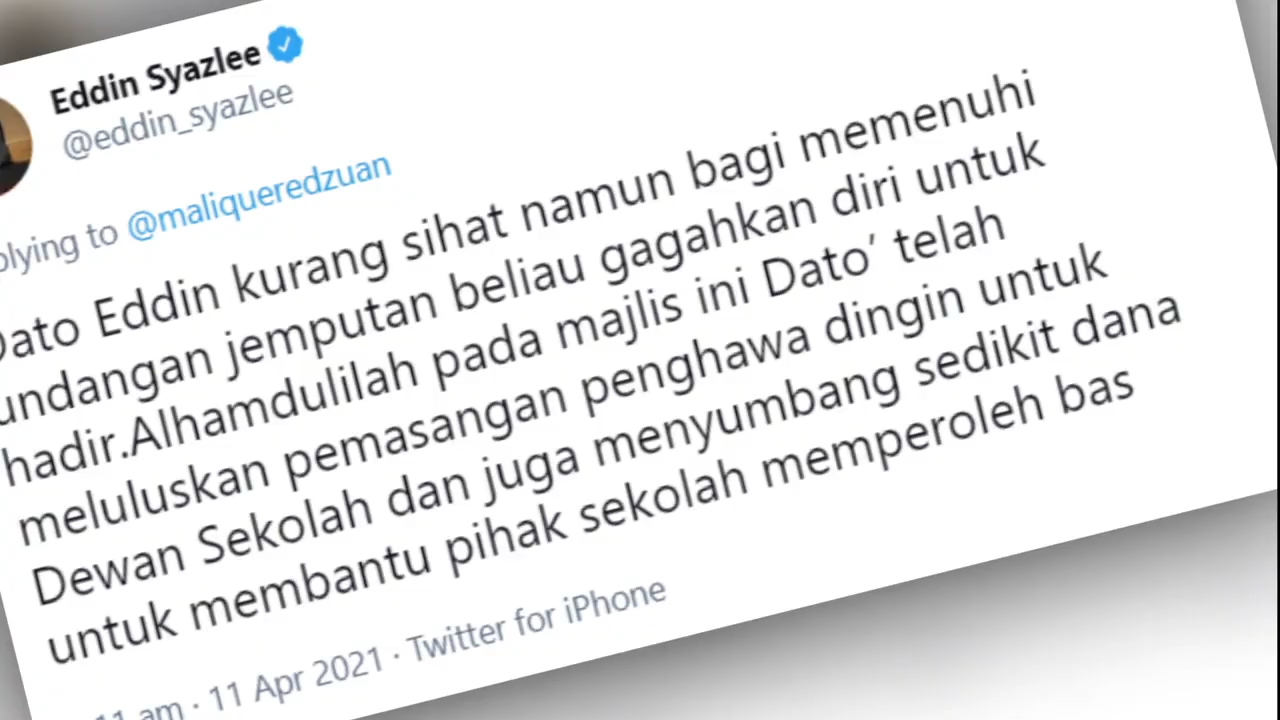 Eddin Syazlee
@eddin_syazlee
to @maliqueredzuan
Eddin kurang sihat namun bagi memenuhi
undangan jemputan beliau gagahkan diri untuk
hadir.Alhamdulilah pada majlis ini Dato’ telah
meluluskan pemasangan penghawa dingin untuk
Dewan Sekolah dan juga menyumbang sedikit dana
untuk membantu pihak sekolah memperoleh bas
am · 11 Apr 2021 · Twitter for iPhone